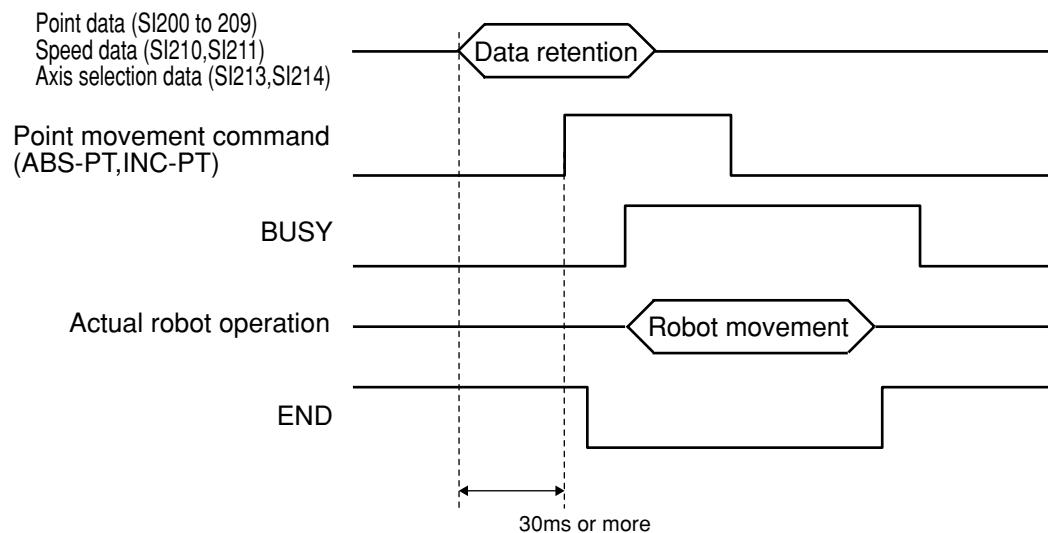 Point data (SI200 to 209)
Speed data (SI210,SI211)
Axis selection data (SI213,SI214)
Data retention
Point movement command
(ABS-PT,INC-PT)
BUSY
Actual robot operation
Robot movement
END
30ms or more